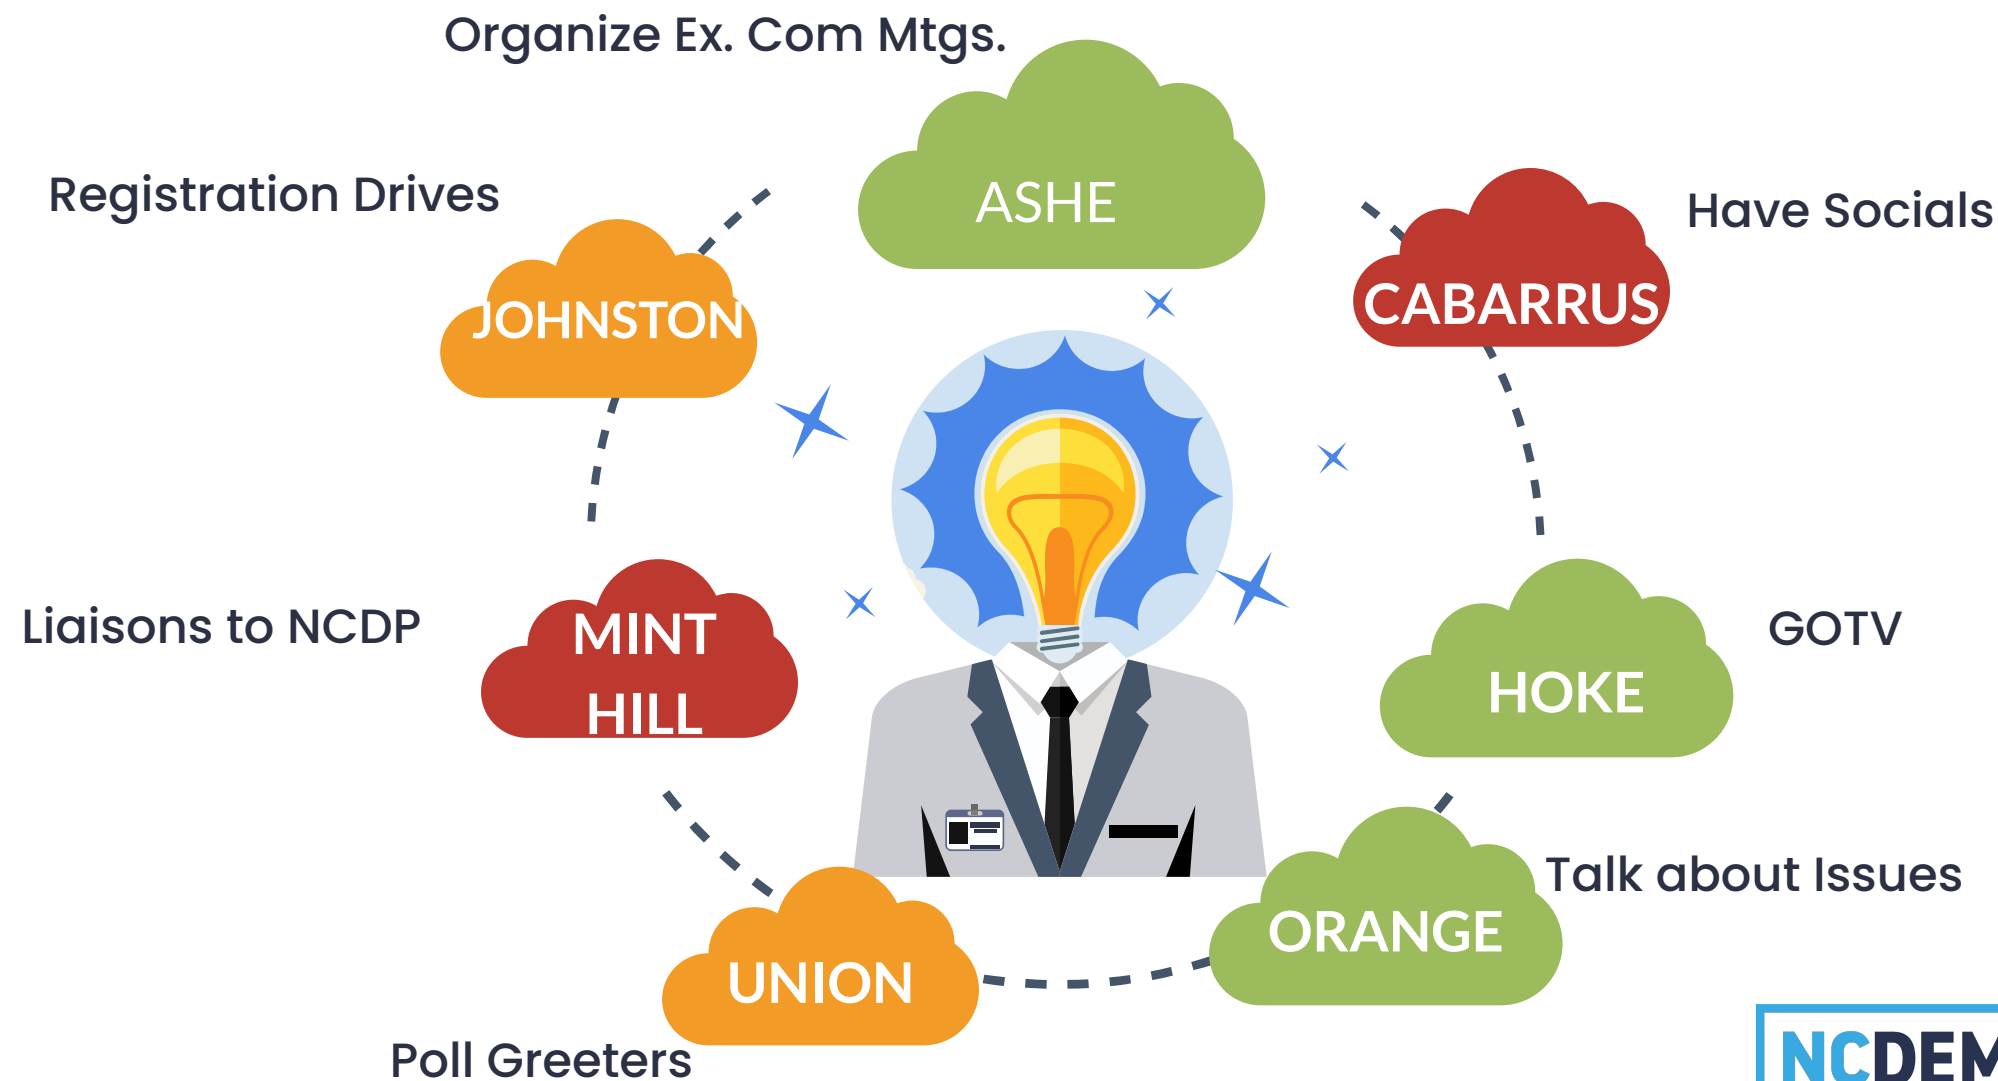 Organize Ex. Com Mtgs.
ASHE
Registration Drives
JOHNSTON
CABARRUS
Have Socials
Liaisons to NCDP
MINT
HILL
HOKE
GOTV
Talk about Issues
ORANGE
UNION
Poll Greeters
NCDEM